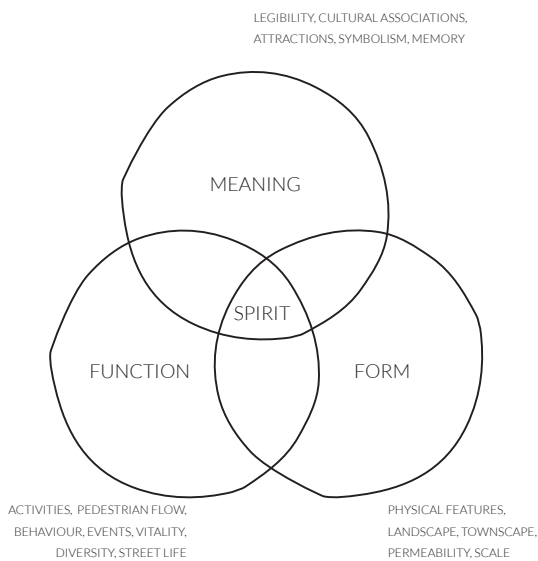 LEGIBILITY, CULTURAL ASSOCIATIONS,
ATTRACTIONS, SYMBOLISM, MEMORY
MEANING
SPIRIT
FUNCTION
FORM
ACTIVITIES, PEDESTRIAN FLOW,
BEHAVIOUR, EVENTS, VITALITY,
DIVERSITY, STREET LIFE
PHYSICAL FEATURES,
LANDSCAPE, TOWNSCAPE,
PERMEABILITY, SCALE